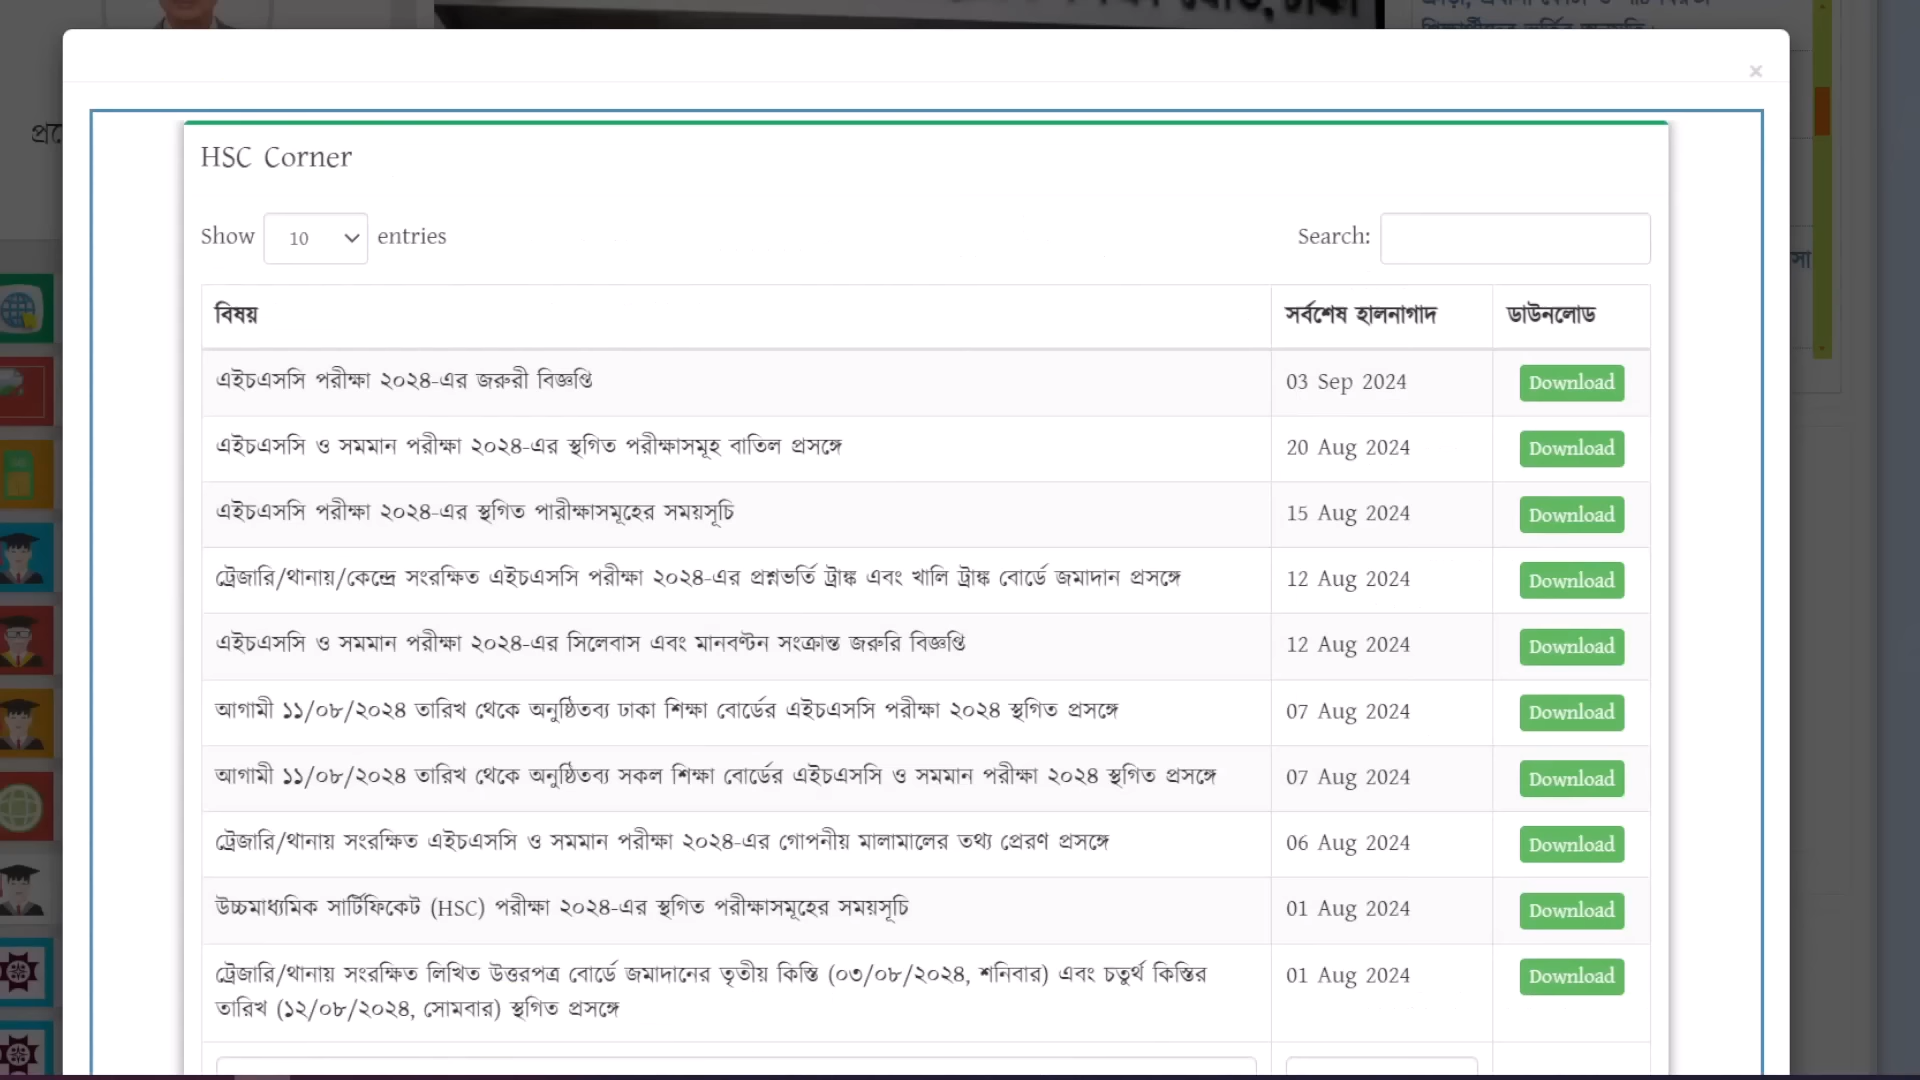 HSC Corner
Show 10 entries
Search:
বিষয় সর্বশেষ হালনাগাদ ডাউনলোড
এইচএসসি পরীক্ষা ২০২৪-এর জরুরী বিজ্ঞপ্তি 03 Sep 2024 Download
এইচএসসি ও সমমান পরীক্ষা ২০২৪-এর স্থগিত পরীক্ষাসমূহ বাতিল প্রসঙ্গে 20 Aug 2024 Download
এইচএসসি পরীক্ষা ২০২৪-এর স্থগিত পারীক্ষাসমূহের সময়সূচি 15 Aug 2024 Download
ট্রেজারি/থানায়/কেন্দ্রে সংরক্ষিত এইচএসসি পরীক্ষা ২০২৪-এর প্রশ্নভর্তি ট্রাঙ্ক এবং খালি ট্রাঙ্ক বোর্ডে জমাদান প্রসঙ্গে 12 Aug 2024 Download
এইচএসসি ও সমমান পরীক্ষা ২০২৪-এর সিলেবাস এবং মানবণ্টন সংক্রান্ত জরুরি বিজ্ঞপ্তি 12 Aug 2024 Download
আগামী ১১/০৮/২০২৪ তারিখ থেকে অনুষ্ঠিতব্য ঢাকা শিক্ষা বোর্ডের এইচএসসি পরীক্ষা ২০২৪ স্থগিত প্রসঙ্গে 07 Aug 2024 Download
আগামী ১১/০৮/২০২৪ তারিখ থেকে অনুষ্ঠিতব্য সকল শিক্ষা বোর্ডের এইচএসসি ও সমমান পরীক্ষা ২০২৪ স্থগিত প্রসঙ্গে 07 Aug 2024 Download
ট্রেজারি/থানায় সংরক্ষিত এইচএসসি ও সমমান পরীক্ষা ২০২৪-এর গোপনীয় মালামালের তথ্য প্রেরণ প্রসঙ্গে 06 Aug 2024 Download
উচ্চমাধ্যমিক সার্টিফিকেট (HSC) পরীক্ষা ২০২৪-এর স্থগিত পরীক্ষাসমূহের সময়সূচি 01 Aug 2024 Download
ট্রেজারি/থানায় সংরক্ষিত লিখিত উত্তরপত্র বোর্ডে জমাদানের তৃতীয় কিস্তি (০৩/০৮/২০২৪, শনিবার) এবং চতুর্থ কিস্তির 01 Aug 2024 Download
তারিখ (১২/০৮/২০২৪, সোমবার) স্থগিত প্রসঙ্গে